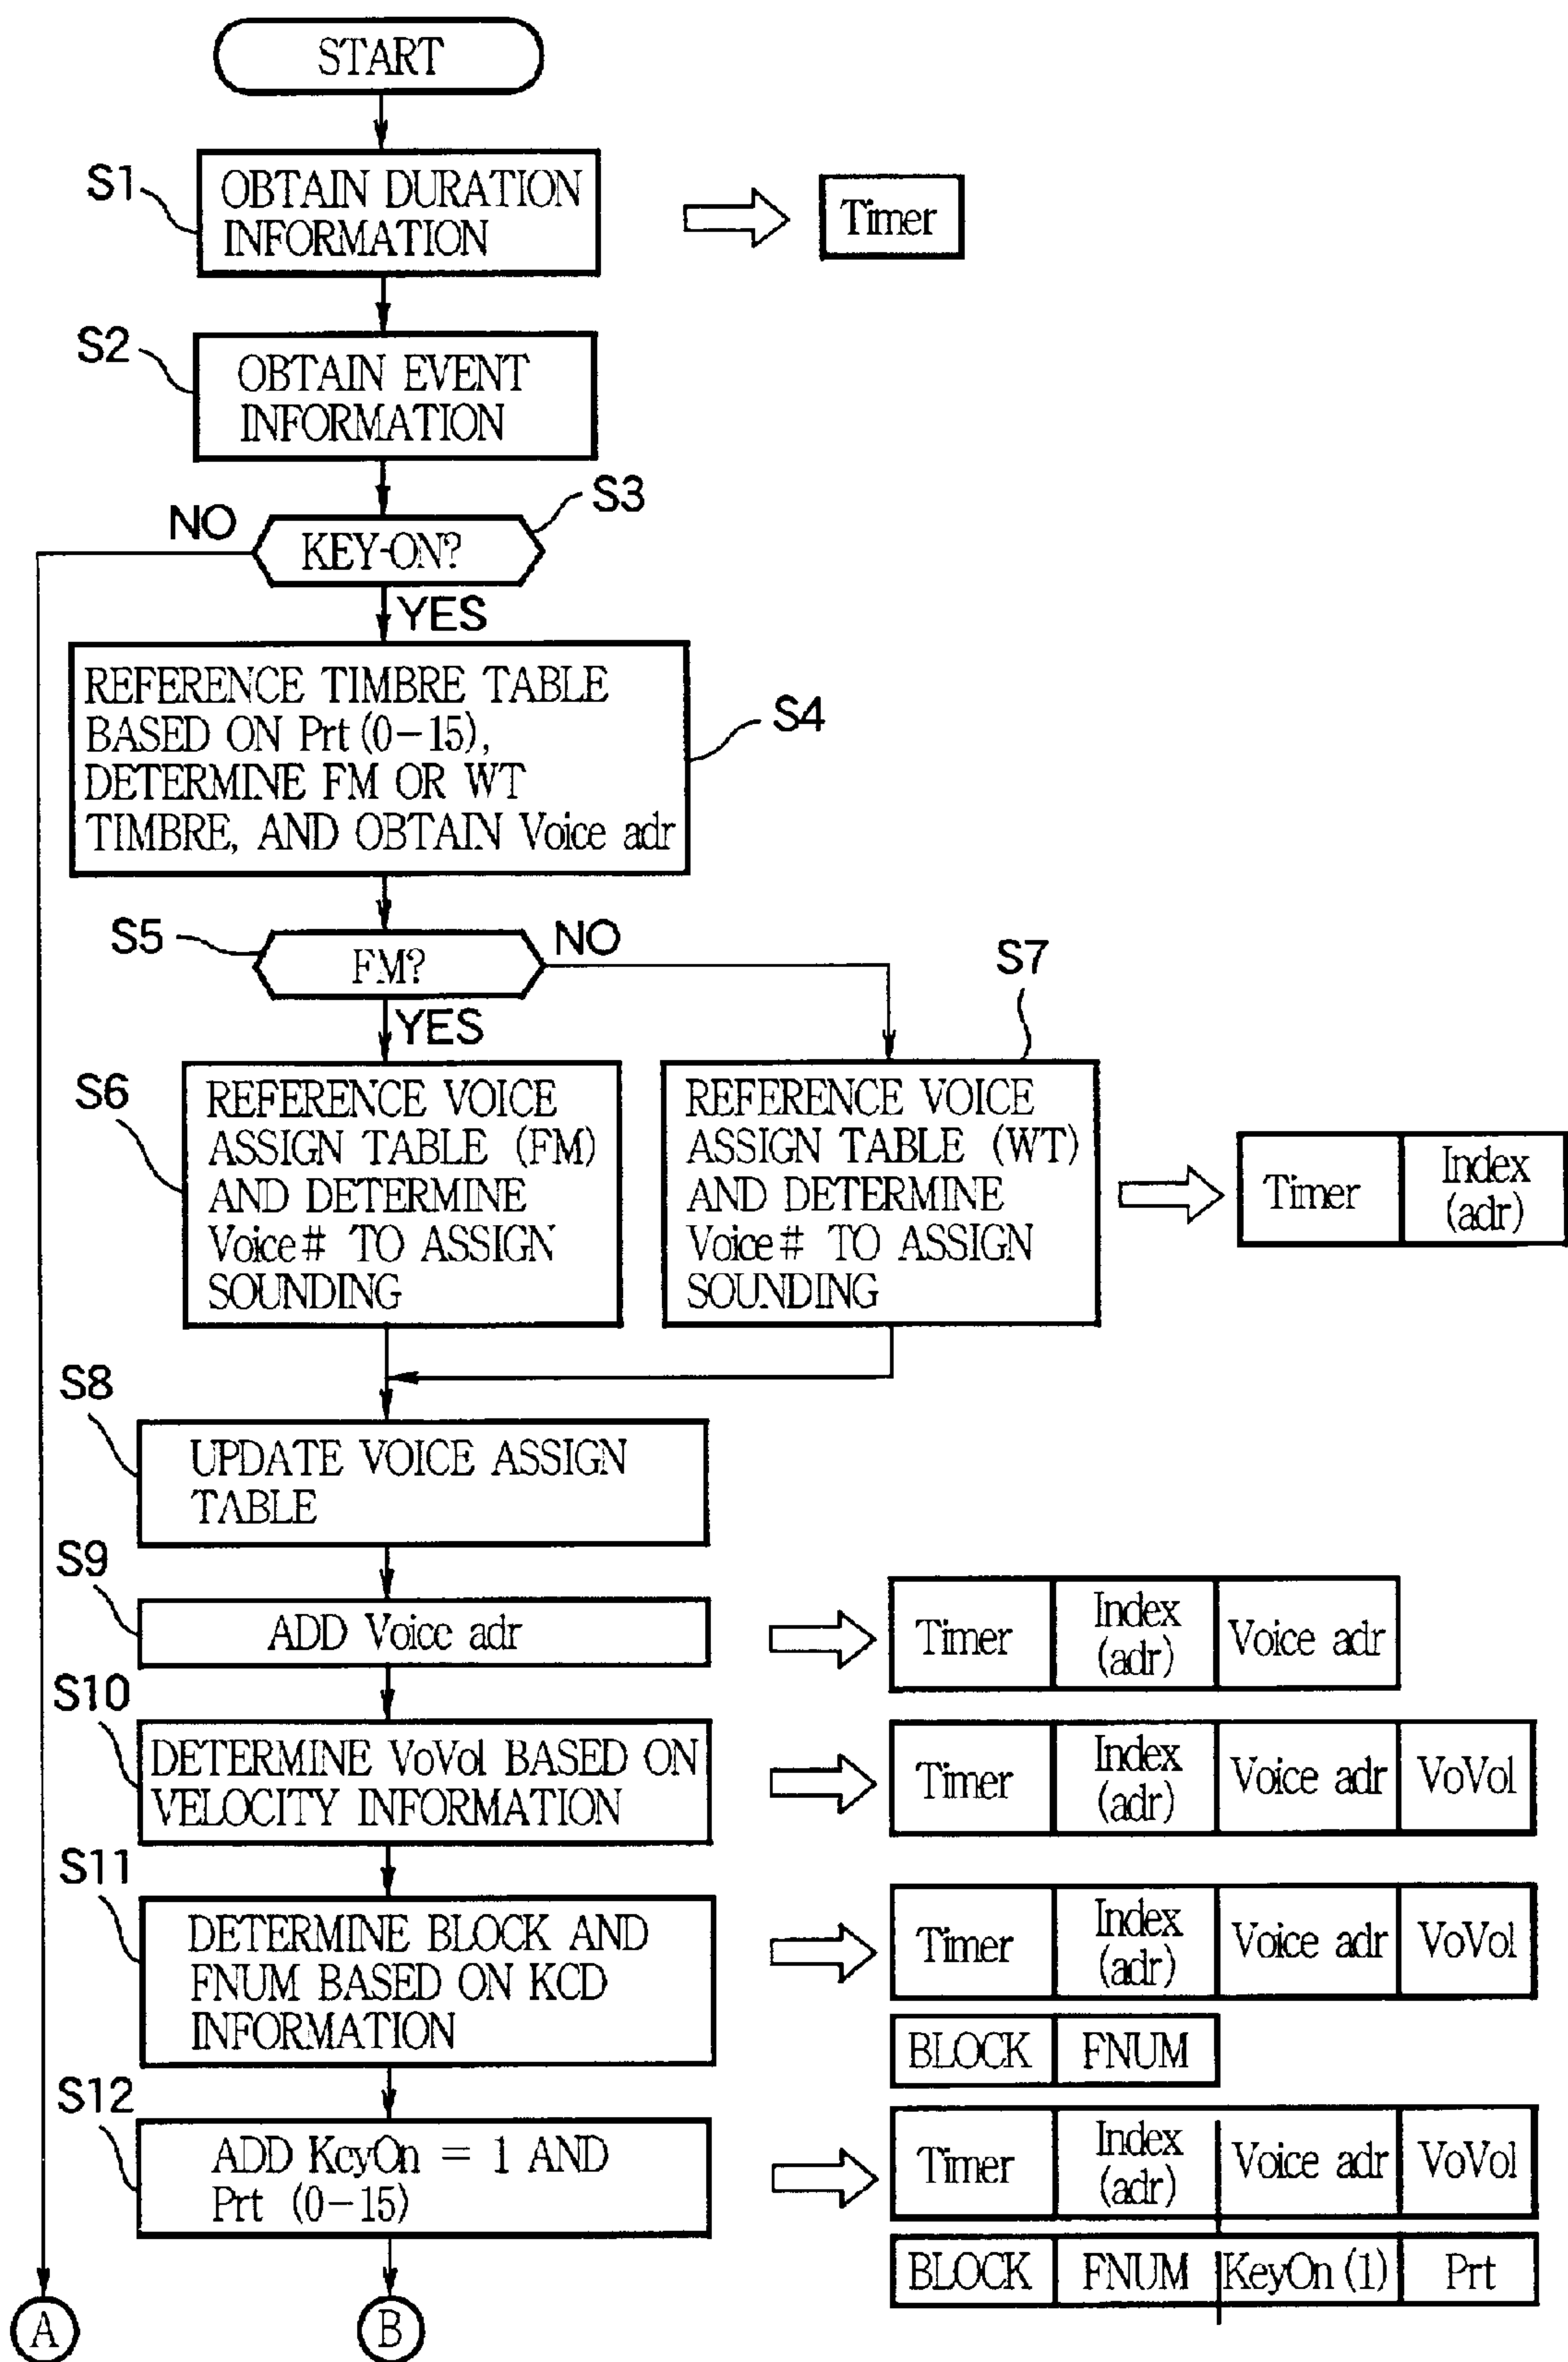 START
S1
OBTAIN DURATION
INFORMATION
Timer
S2
OBTAIN EVENT
INFORMATION
S3
NO
KEY-ON?
YES
REFERENCE TIMBRE TABLE
BASED ON Prt (0-15),
DETERMINE FM OR WT
TIMBRE, AND OBTAIN Voice adr
S4
S5
FM?
NO
YES
S7
S6
REFERENCE VOICE
ASSIGN TABLE (FM)
AND DETERMINE
Voice# TO ASSIGN
SOUNDING
REFERENCE VOICE
ASSIGN TABLE (WT)
AND DETERMINE
Voice# TO ASSIGN
SOUNDING
Timer
Index
(adr)
S8
UPDATE VOICE ASSIGN
TABLE
S9
ADD Voice adr
Timer
Index
(adr)
Voice adr
S10
DETERMINE VoVol BASED ON
VELOCITY INFORMATION
Timer
Index
(adr)
Voice adr
VoVol
S11
DETERMINE BLOCK AND
FNUM BASED ON KCD
INFORMATION
Timer
Index
(adr)
Voice adr
VoVol
BLOCK
FNUM
S12
ADD KeyOn = 1 AND
Prt (0-15)
Timer
Index
(adr)
Voice adr
VoVol
BLOCK
FNUM
KeyOn (1)
Prt
A
B